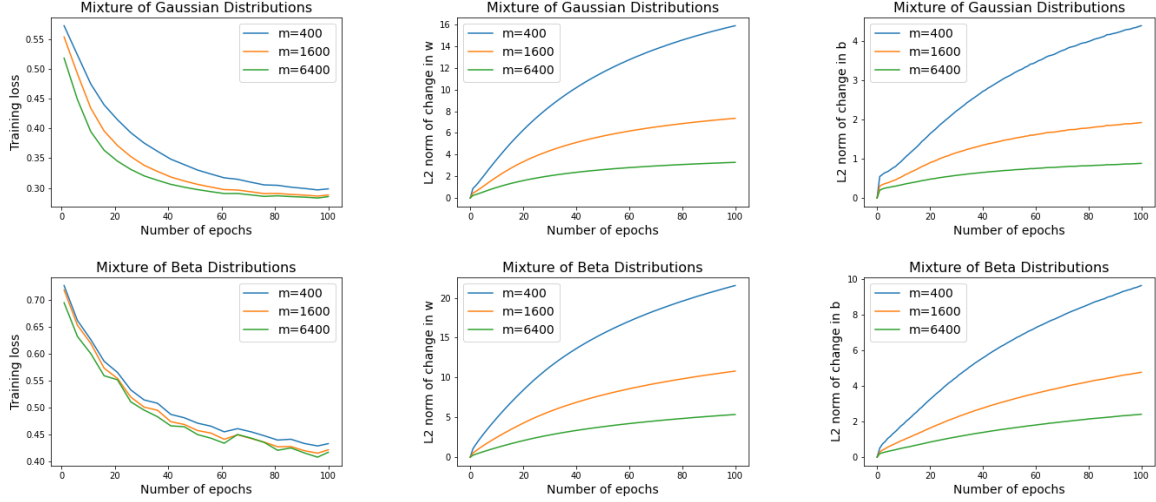 Mixture of Gaussian Distributions
Training loss
0.55
0.50
0.45
0.40
0.35
0.30
m=400
m=1600
m=6400
0 20 40 60 80 100
Number of epochs
Mixture of Gaussian Distributions
L2 norm of change in w
16
14
12
10
8
6
4
2
0
m=400
m=1600
m=6400
0 20 40 60 80 100
Number of epochs
Mixture of Gaussian Distributions
L2 norm of change in b
4
3
2
1
0
m=400
m=1600
m=6400
0 20 40 60 80 100
Number of epochs
Mixture of Beta Distributions
Training loss
0.70
0.65
0.60
0.55
0.50
0.45
0.40
m=400
m=1600
m=6400
0 20 40 60 80 100
Number of epochs
Mixture of Beta Distributions
L2 norm of change in w
20
15
10
5
0
m=400
m=1600
m=6400
0 20 40 60 80 100
Number of epochs
Mixture of Beta Distributions
L2 norm of change in b
10
8
6
4
2
0
m=400
m=1600
m=6400
0 20 40 60 80 100
Number of epochs